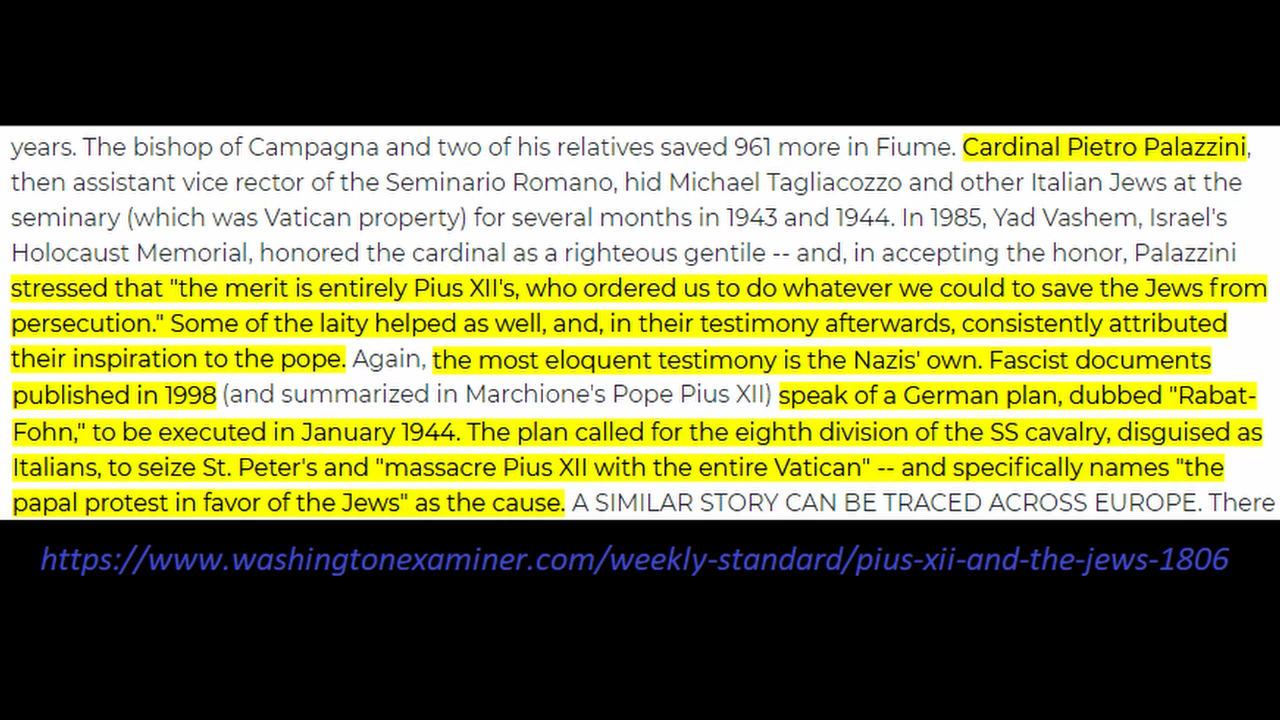 years. The bishop of Campagna and two of his relatives saved 961 more in Fiume. Cardinal Pietro Palazzini,
then assistant vice rector of the Seminario Romano, hid Michael Tagliacozzo and other Italian Jews at the
seminary (which was Vatican property) for several months in 1943 and 1944. In 1985, Yad Vashem, Israel's
Holocaust Memorial, honored the cardinal as a righteous gentile -- and, in accepting the honor, Palazzini
stressed that "the merit is entirely Pius XII's, who ordered us to do whatever we could to save the Jews from
persecution." Some of the laity helped as well, and, in their testimony afterwards, consistently attributed
their inspiration to the pope. Again, the most eloquent testimony is the Nazis' own. Fascist documents
published in 1998 (and summarized in Marchione's Pope Pius XII) speak of a German plan, dubbed "Rabat-
Fohn," to be executed in January 1944. The plan called for the eighth division of the SS cavalry, disguised as
Italians, to seize St. Peter's and "massacre Pius XII with the entire Vatican" -- and specifically names "the
papal protest in favor of the Jews" as the cause. A SIMILAR STORY CAN BE TRACED ACROSS EUROPE. There
https://www.washingtonexaminer.com/weekly-standard/pius-xii-and-the-jews-1806